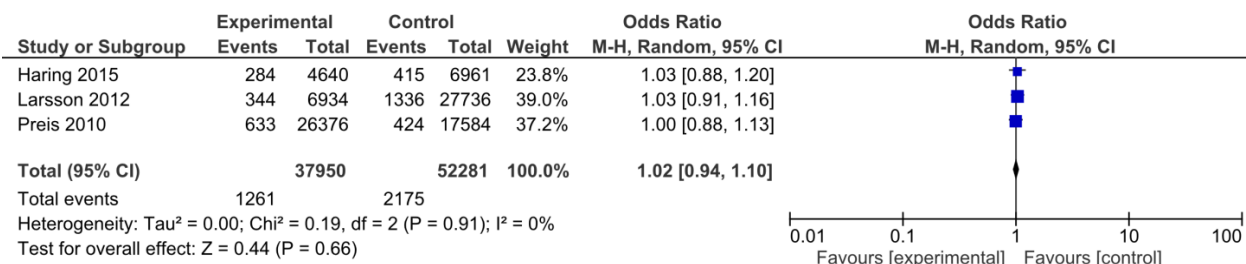 Experimental Control Odds Ratio Odds Ratio
Study or Subgroup Events Total Events Total Weight M-H, Random, 95% CI M-H, Random, 95% CI
Haring 2015 284 4640 415 6961 23.8% 1.03 [0.88, 1.20]
Larsson 2012 344 6934 1336 27736 39.0% 1.03 [0.91, 1.16]
Preis 2010 633 26376 424 17584 37.2% 1.00 [0.88, 1.13]
Total (95% CI) 37950 52281 100.0% 1.02 [0.94, 1.10]
Total events 1261 2175
Heterogeneity: Tau² = 0.00; Chi² = 0.19, df = 2 (P = 0.91); I² = 0%
Test for overall effect: Z = 0.44 (P = 0.66)
0.01 0.1 1 10 100
Favours [experimental] Favours [control]